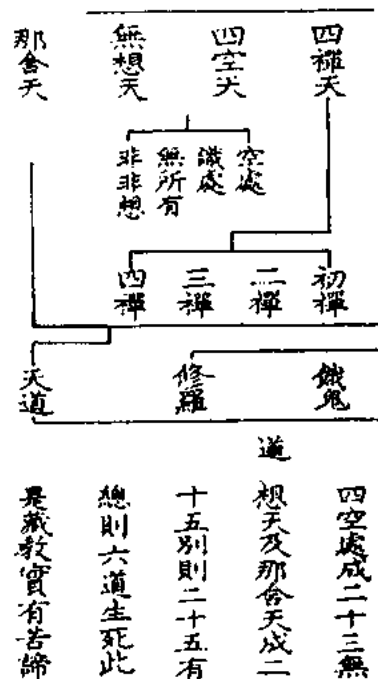 四禪天
四空天
無想天
那含天
空處
識處
無所有
非非想
初禪
二禪
三禪
四禪
餓鬼
修羅
天道
道
四空處成二十三無
想天及那含天成二
十五別則二十五有
總則六道生死此
是藏教實有苦諦